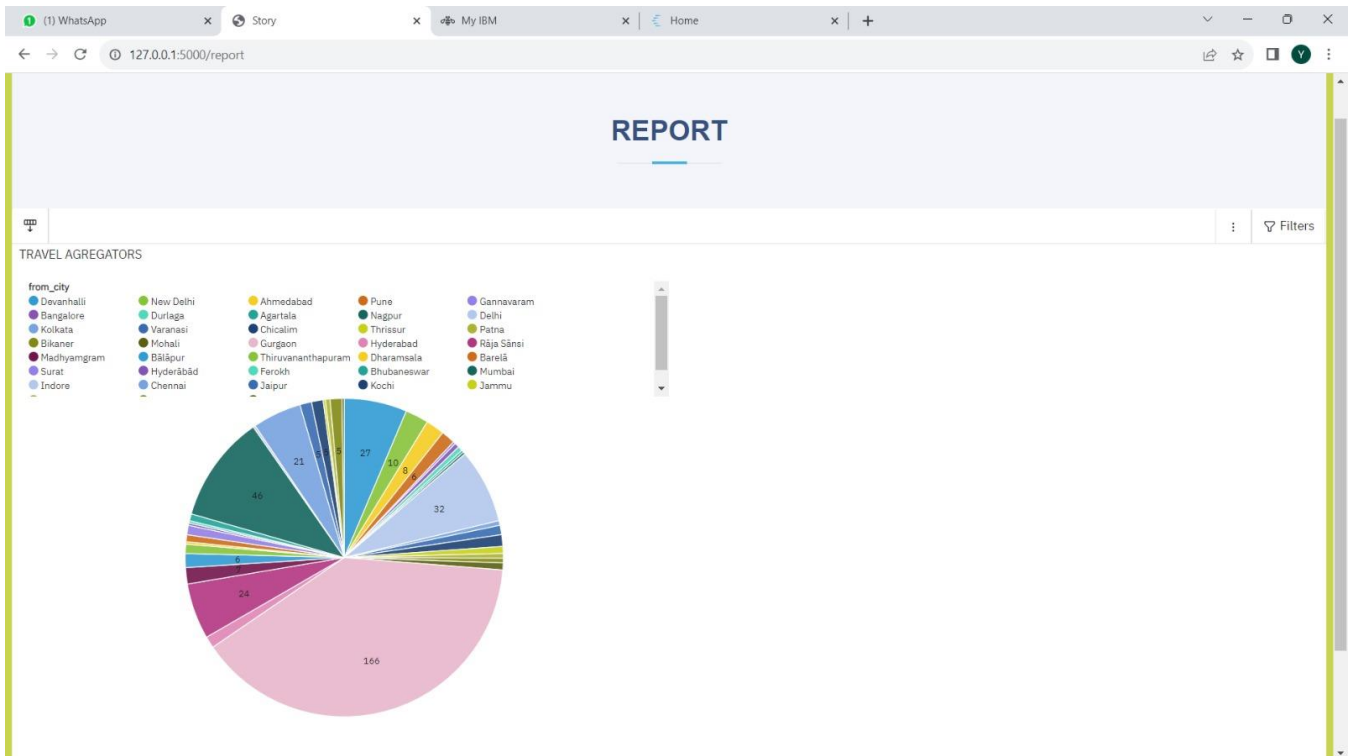 (1) WhatsApp
Story
My IBM
Home
127.0.0.1:5000/report
Y
REPORT
Filters
TRAVEL AGREGATORS
from_city
Devanhalli New Delhi Ahmedabad Pune Gannavaram
Bangalore Durlaga Agartala Nagpur Delhi
Kolkata Varanasi Chicalim Thrissur Patna
Bikaner Mohali Gurgaon Hyderabad Rāja Sānsi
Madhyamgram Bālāpur Thiruvananthapuram Dharamsala Barelā
Surat Hyderābād Ferokh Bhubaneswar Mumbai
Indore Chennai Jaipur Kochi Jammu
27
10
8
6
32
166
24
6
46
21
5
5